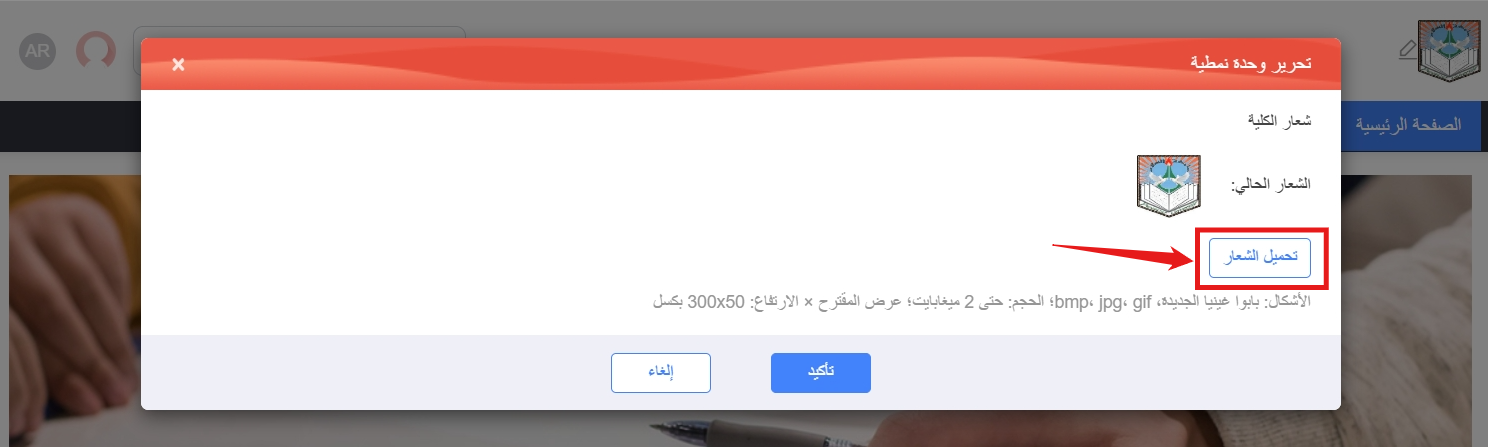 AR
تحرير وحدة نمطية
×
الصفحة الرئيسية
شعار الكلية
الشعار الحالي:
تحميل الشعار
الأشكال: بابوا غينيا الجديدة، bmp، jpg، gif؛ الحجم: حتى 2 ميغابايت؛ عرض المقترح × الارتفاع: 300x50 بكسل
تأكيد
إلغاء